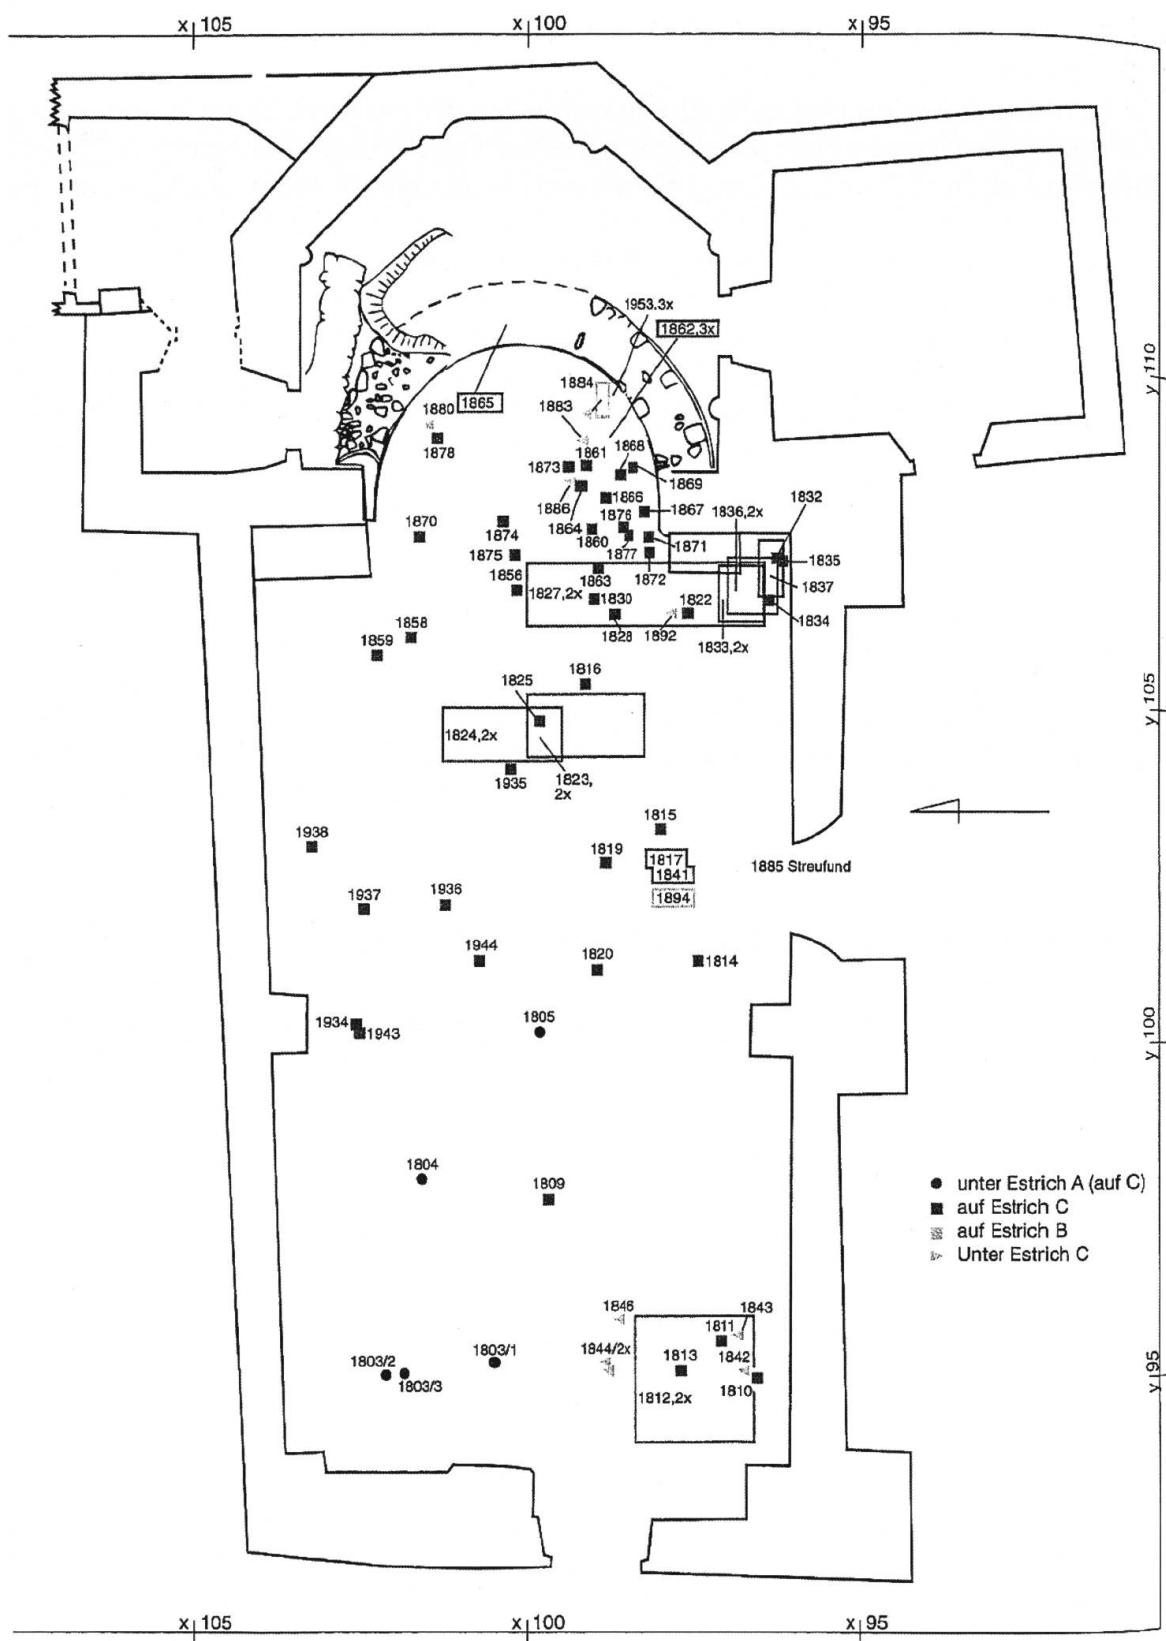 x 105
x 100
x 95
1953.3x
1862,3x
y 110
1884
1865
1880
1883
1878
1861
1868
1873
1869
1886
1866
1832
1864
1876
1867
1836,2x
1870
1874
1860
1871
1875
1877
1835
1872
1863
1837
1856
1827,2x
1830
1822
1834
1828
1892
1858
1833,2x
1859
1816
1825
y 105
1824,2x
1935
1823,
2x
1815
1938
1819
1817
1885 Streufund
1841
1937
1936
1894
1944
1820
1814
1934
1943
1805
y 100
1804
1809
unter Estrich A (auf C)
auf Estrich C
auf Estrich B
Unter Estrich C
1846
1843
1811
1803/1
1844/2x
1803/2
1813
1842
1803/3
1812,2x
1810
y 95
x 105
x 100
x 95